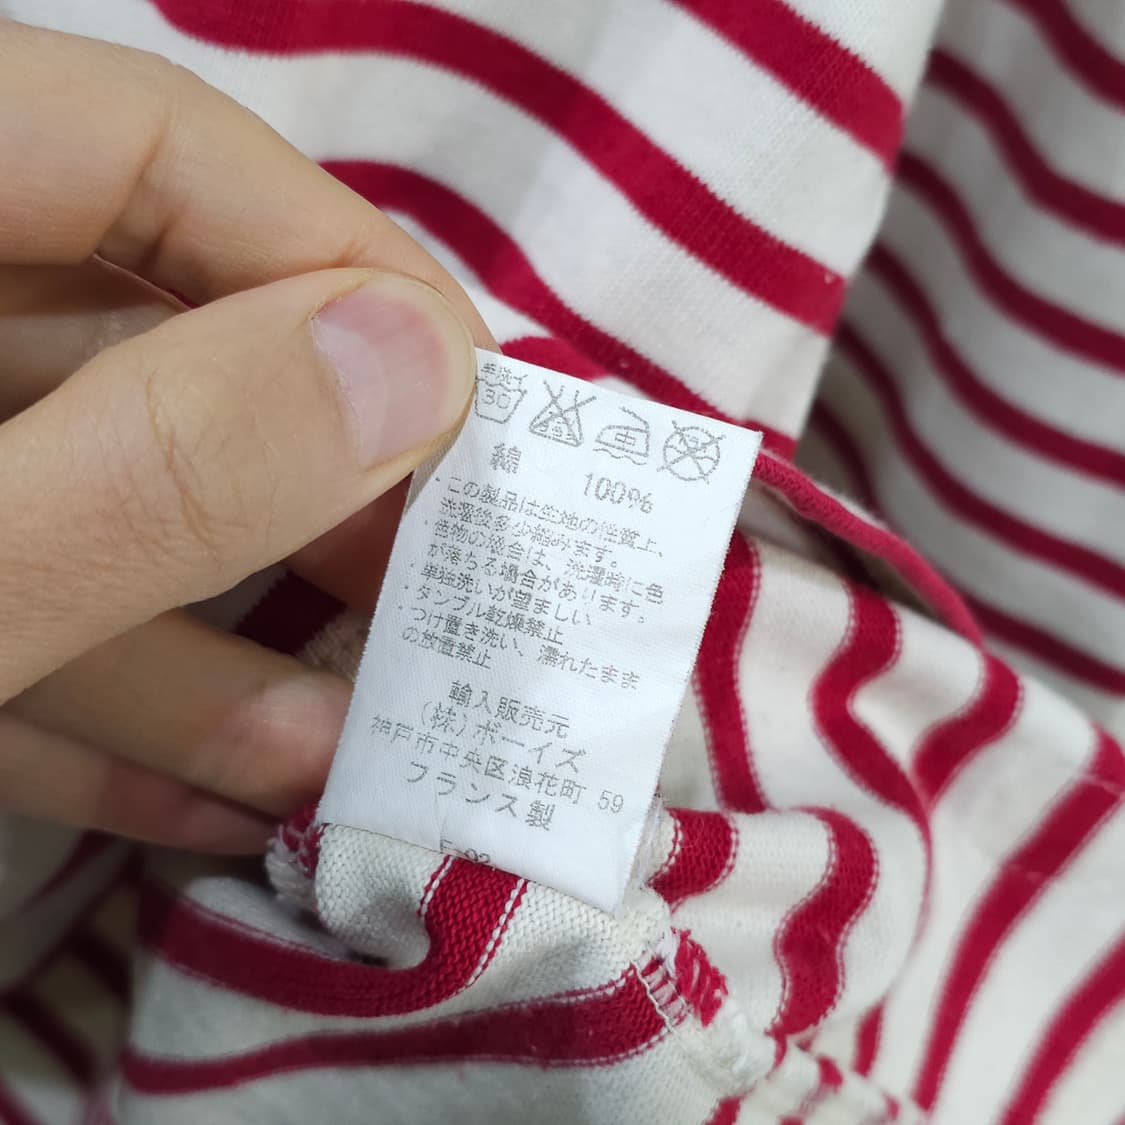 手洗イ
30
中
綿 100%
・この製品は生地の性質上、
洗濯後多少縮みます。
・色物の場合は、洗濯時に色
が落ちる場合があります。
・単独洗いが望ましい
・タンブル乾燥禁止
・つけ置き洗い、濡れたまま
の放置禁止
輸入販売元
(株)ボーイズ
神戸市中央区浪花町 59
フランス製